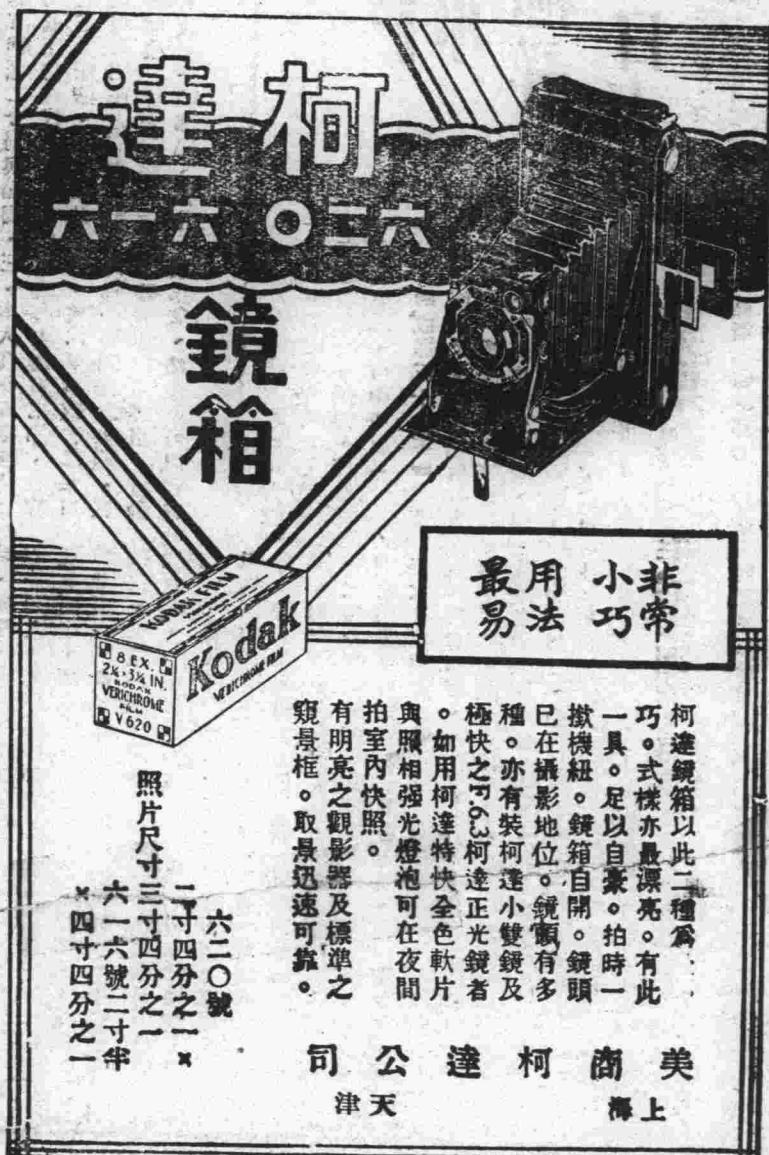 柯達
六二〇 六一六
鏡箱
KODAK FILM
Kodak
VERICHROME FILM
8 EX.
2¼×3¼ IN.
KODAK
VERICHROME
FILM
V620
非常
小巧
用法
最易
柯達鏡箱以此二種爲
巧。式樣亦最漂亮。有此
一具。足以自豪。拍時一
撳機紐。鏡箱自開。鏡頭
已在攝影地位。鏡頭有多
種。亦有裝柯達小雙鏡及
極快之F.6.3柯達正光鏡者
。如用柯達特快全色軟片
與照相强光燈泡可在夜間
拍室內快照。
有明亮之觀影器及標準之
窺景框。取景迅速可靠。
六二〇號
二寸四分之一×
照片尺寸三寸四分之一
六一六號二寸半
×四寸四分之一
美商柯達公司
上海
天津